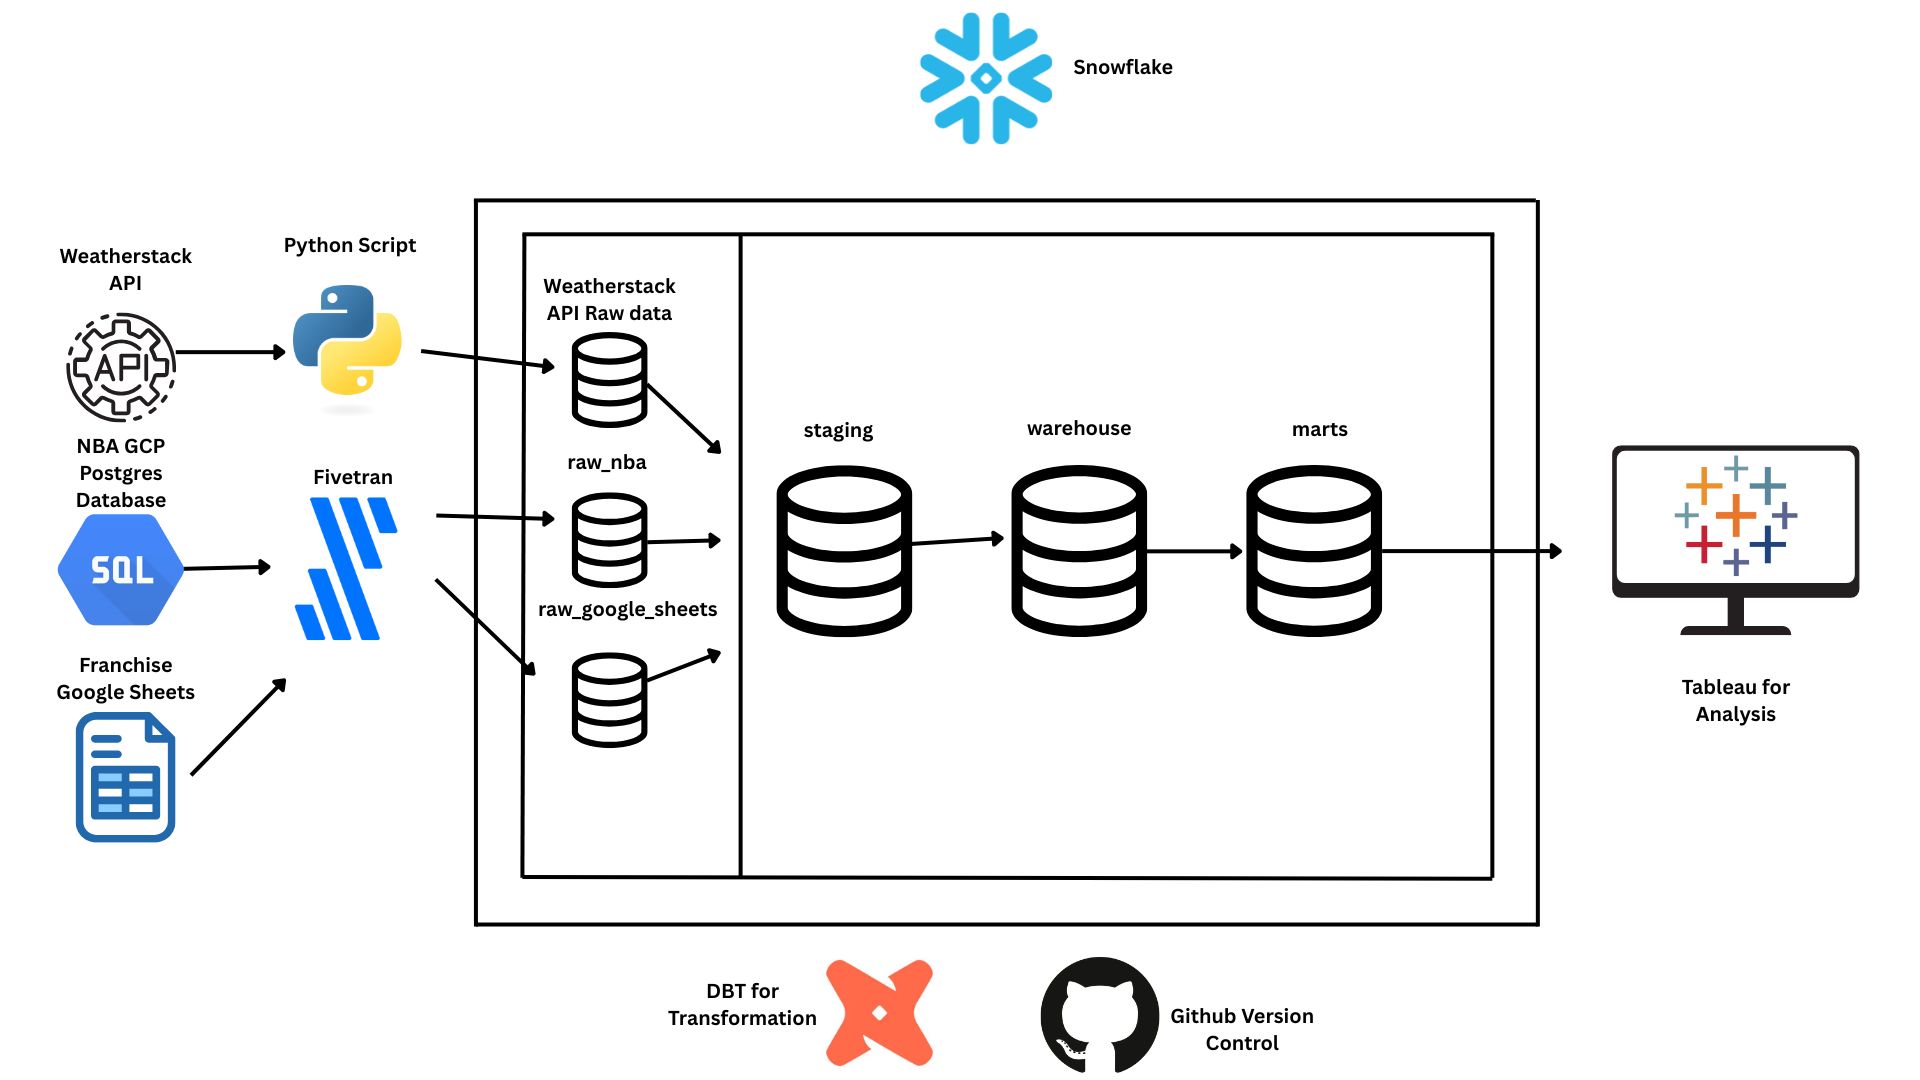 Snowflake
Weatherstack
API
API
Python Script
NBA GCP
Postgres
Database
SQL
Fivetran
Franchise
Google Sheets
Weatherstack
API Raw data
raw_nba
raw_google_sheets
staging
warehouse
marts
Tableau for
Analysis
DBT for
Transformation
Github Version
Control